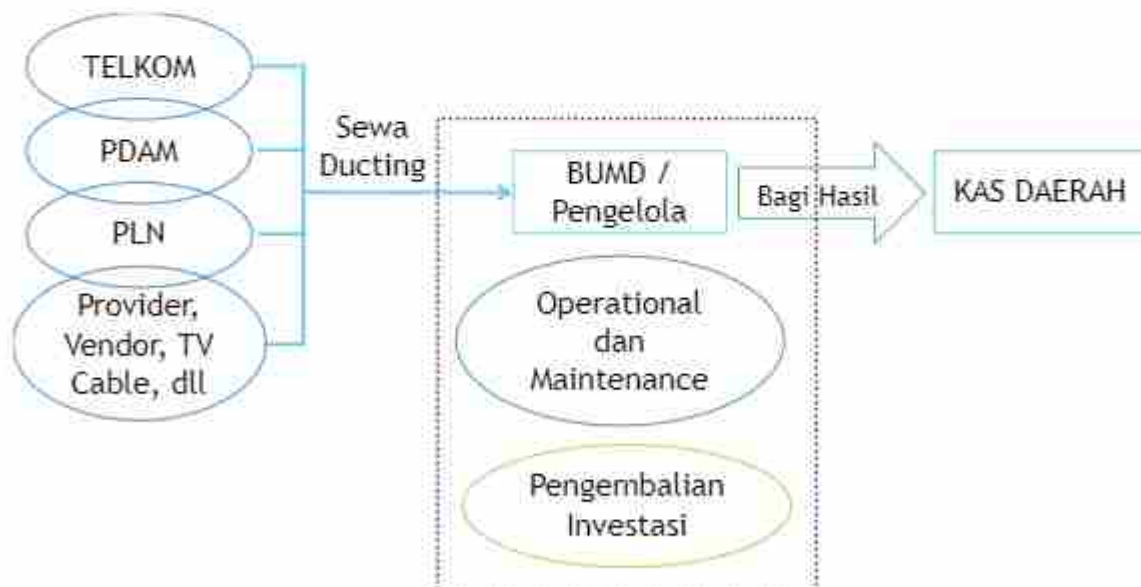 TELKOM
PDAM
PLN
Provider,
Vendor, TV
Cable, dll
Sewa
Ducting
BUMD /
Pengelola
Operational
dan
Maintenance
Pengembalian
Investasi
Bagi Hasil
KAS DAERAH